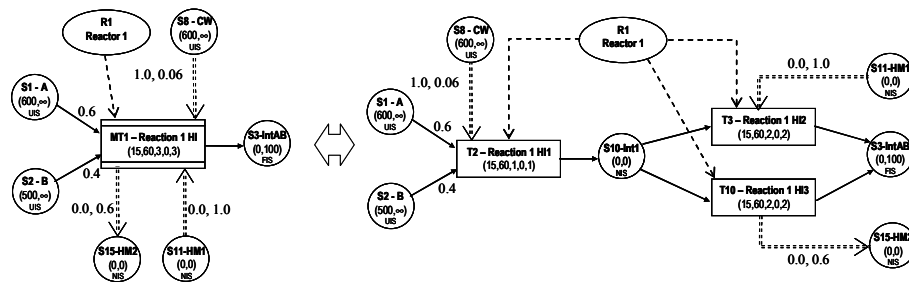 R1
Reactor 1
S8 - CW
(600,∞)
UIS
1.0, 0.06
S1 - A
(600,∞)
UIS
0.6
MT1 – Reaction 1 HI
(15,60,3,0,3)
S3-IntAB
(0,100)
FIS
S2 - B
(500,∞)
UIS
0.4
0.0, 0.6
0.0, 1.0
S15-HM2
(0,0)
NIS
S11-HM1
(0,0)
NIS
S8 - CW
(600,∞)
UIS
1.0, 0.06
R1
Reactor 1
0.0, 1.0
S11-HM1
(0,0)
NIS
S1 - A
(600,∞)
UIS
0.6
T2 – Reaction 1 HI1
(15,60,1,0,1)
S2 - B
(500,∞)
UIS
0.4
S10-Int1
(0,0)
NIS
T3 – Reaction 1 HI2
(15,60,2,0,2)
S3-IntAB
(0,100)
FIS
T10 – Reaction 1 HI3
(15,60,2,0,2)
0.0, 0.6
S15-HM2
(0,0)
NIS